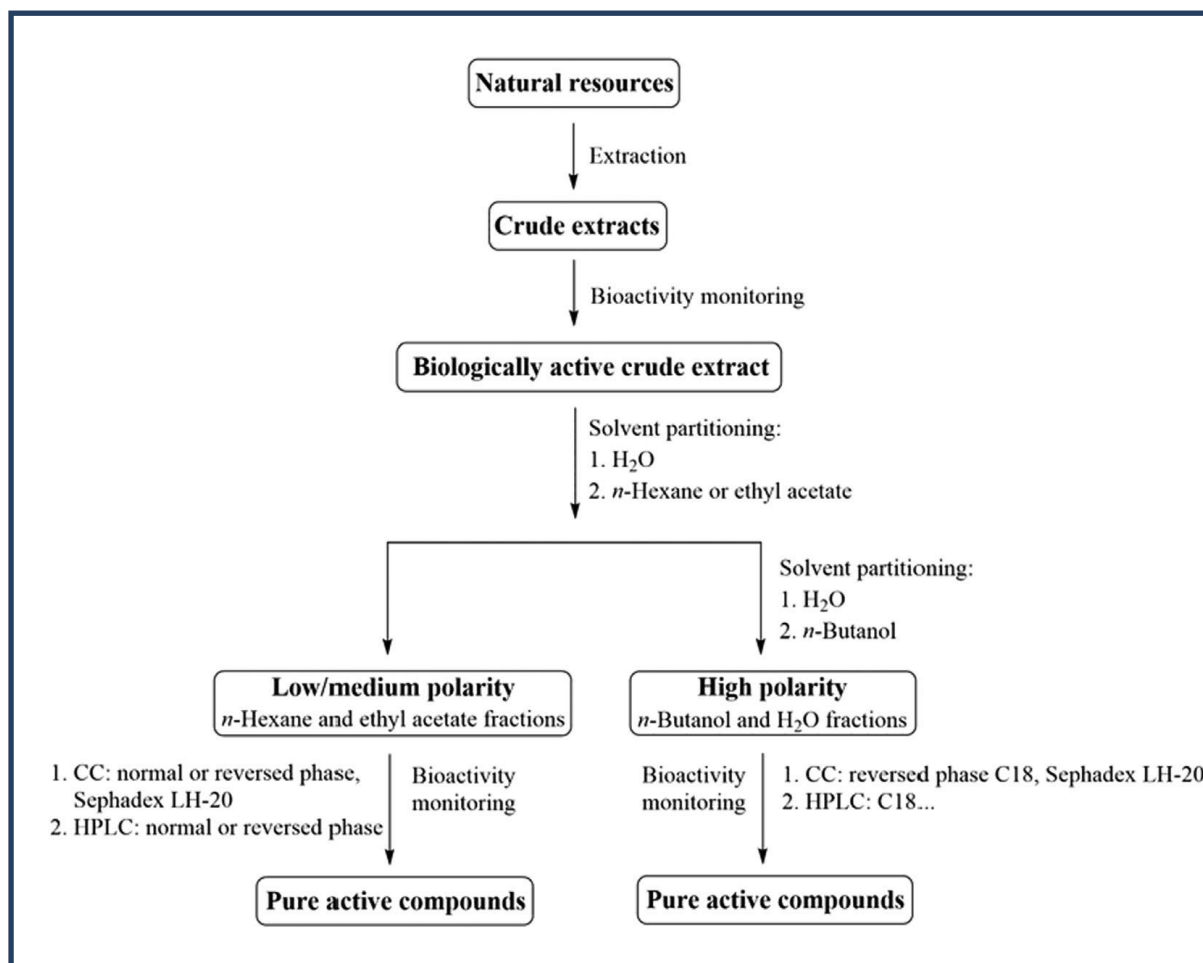 Natural resources
Extraction
Crude extracts
Bioactivity monitoring
Biologically active crude extract
Solvent partitioning:
1. H₂O
2. n-Hexane or ethyl acetate
Solvent partitioning:
1. H₂O
2. n-Butanol
Low/medium polarity
n-Hexane and ethyl acetate fractions
High polarity
n-Butanol and H₂O fractions
1. CC: normal or reversed phase,
Sephadex LH-20
2. HPLC: normal or reversed phase
Bioactivity
monitoring
Bioactivity
monitoring
1. CC: reversed phase C18, Sephadex LH-20
2. HPLC: C18...
Pure active compounds
Pure active compounds